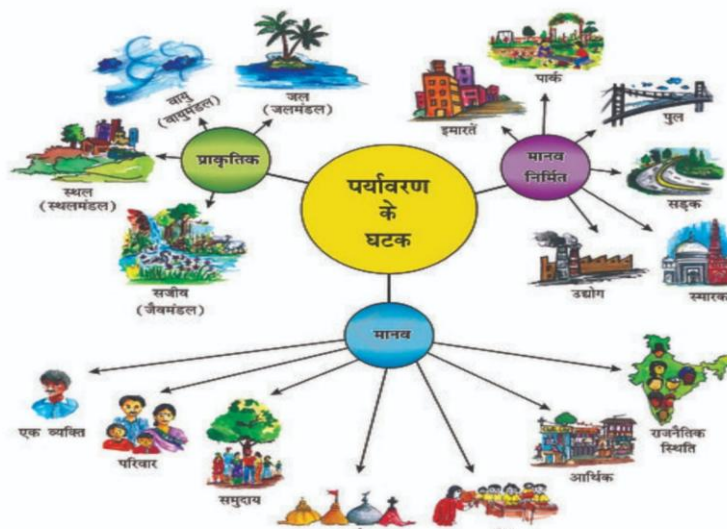 पर्यावरण
के
घटक
प्राकृतिक
वायु
(वायुमंडल)
जल
(जलमंडल)
स्थल
(स्थलमंडल)
सजीव
(जैवमंडल)
मानव
निर्मित
इमारतें
पार्क
पुल
सड़क
स्मारक
उद्योग
मानव
एक व्यक्ति
परिवार
समुदाय
आर्थिक
राजनैतिक
स्थिति